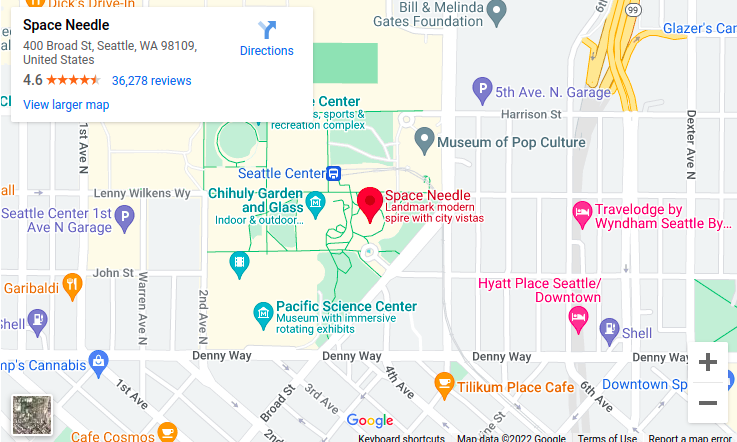 Dick's Drive-In
Bill & Melinda
Gates Foundation
6th
99
Glazer's Can
Space Needle
400 Broad St, Seattle, WA 98109,
United States
4.6
36,278 reviews
View larger map
Directions
5th Ave. N. Garage
Harrison St
Dexter Ave N
e Center
s, sports &
recreation complex
1st Ave N
Museum of Pop Culture
Seattle Center
all
Lenny Wilkens Wy
Space Needle
Landmark modern
spire with city vistas
Chihuly Garden
and Glass
Indoor & outdoor...
Seattle Center 1st
Ave N Garage
Travelodge by
Wyndham Seattle By...
John St
Garibaldi
Warren Ave N
2nd Ave N
Hyatt Place Seattle/
Downtown
Pacific Science Center
Museum with immersive
rotating exhibits
Shell
Shell
Denny Way
Denny Way
Denny Way
Denny Way
mp's Cannabis
1st Ave
Broad St
3rd Ave
4th Ave
Tilikum Place Cafe
6th Ave
Downtown Sp
Cafe Cosmos
1st Ave
Google
Keyboard shortcuts
Map data ©2022 Google
Terms of Use
Report a map error